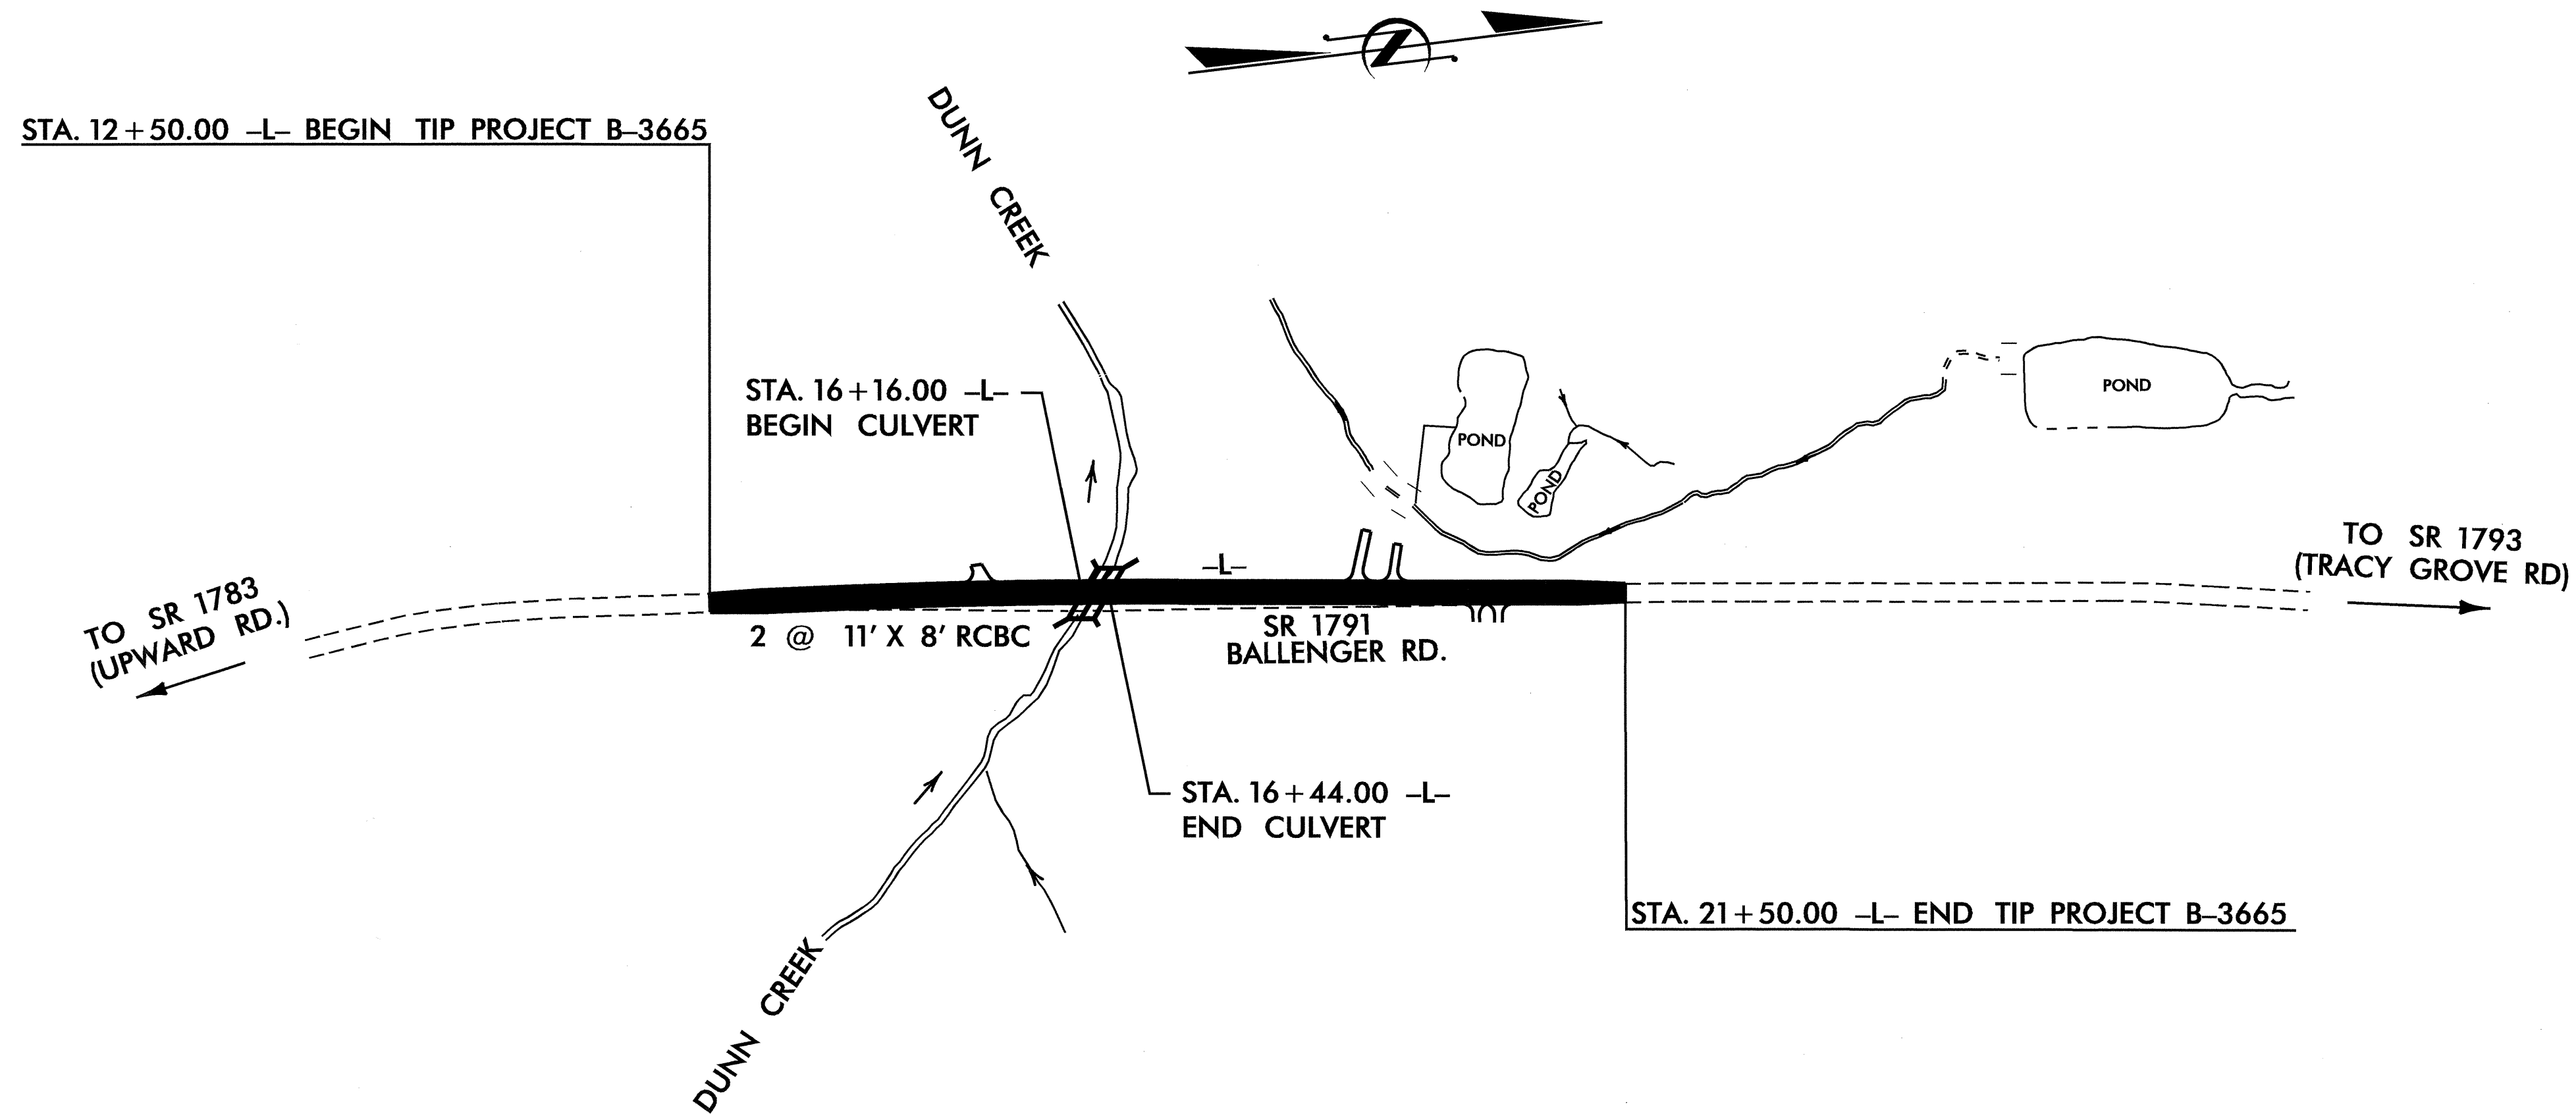 STA. 12+50.00 –L– BEGIN TIP PROJECT B–3665
DUNN CREEK
STA. 16+16.00 –L–
BEGIN CULVERT
POND
POND
POND
–L–
TO SR 1793
(TRACY GROVE RD)
TO SR 1783
(UPWARD RD.)
2 @ 11' X 8' RCBC
SR 1791
BALLENGER RD.
STA. 16+44.00 –L–
END CULVERT
STA. 21+50.00 –L– END TIP PROJECT B–3665
DUNN CREEK